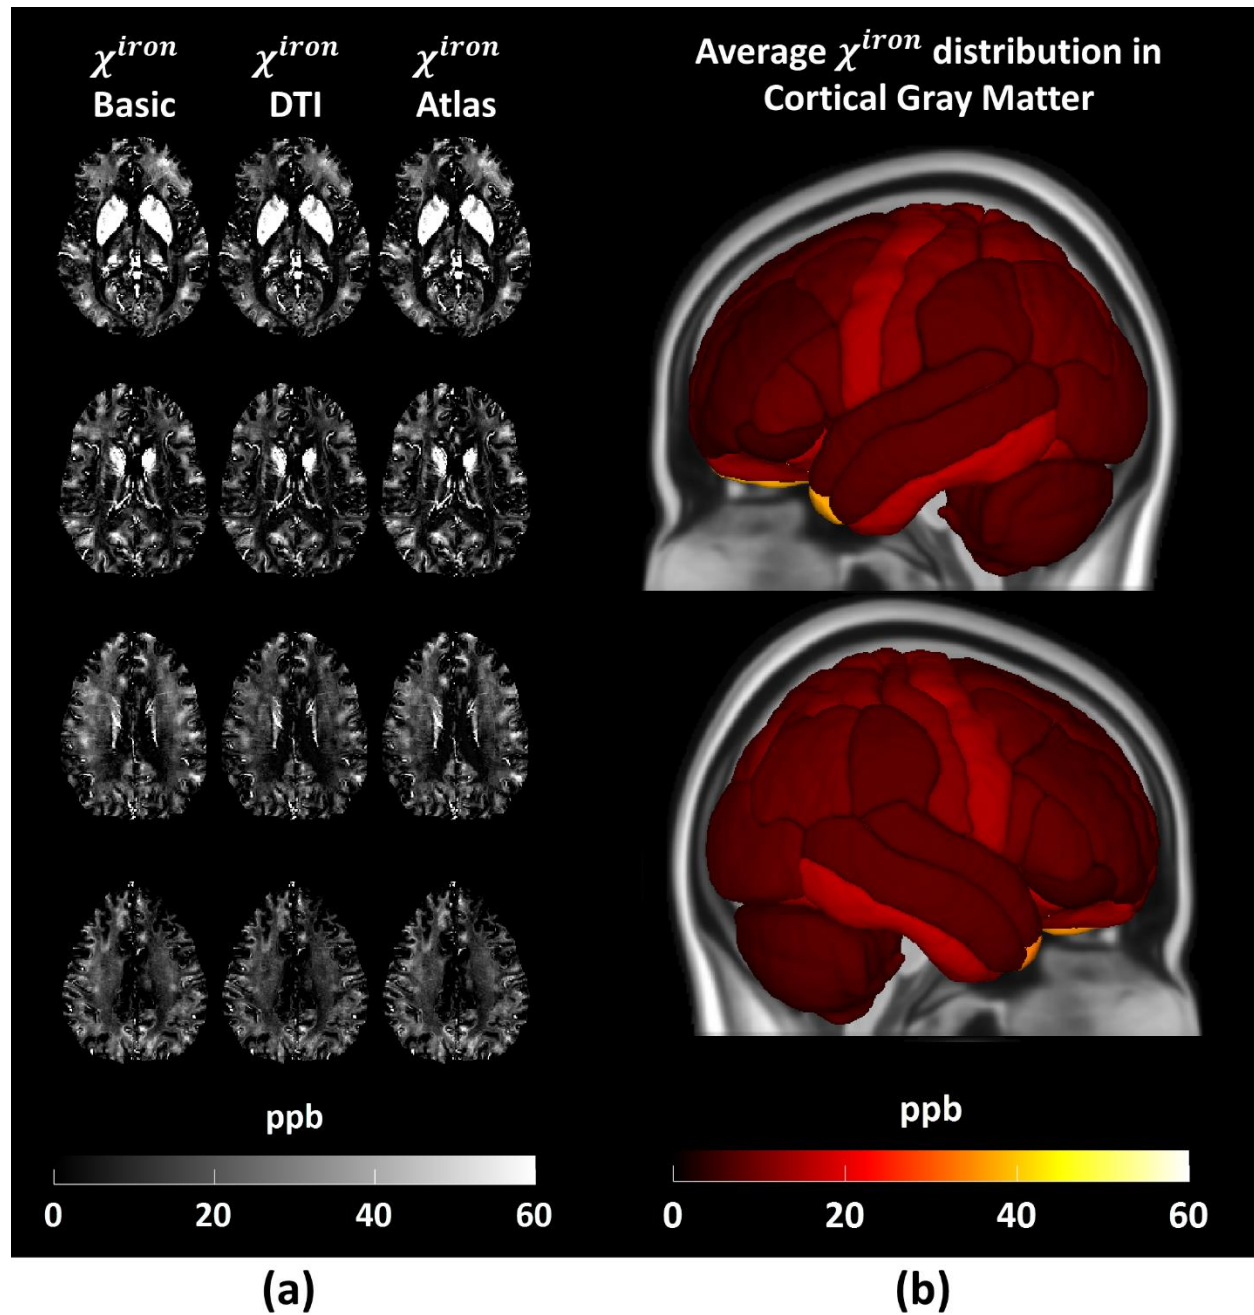 χ^iron χ^iron χ^iron
Basic DTI Atlas
Average χ^iron distribution in
Cortical Gray Matter
ppb
0 20 40 60
ppb
0 20 40 60
(a)
(b)